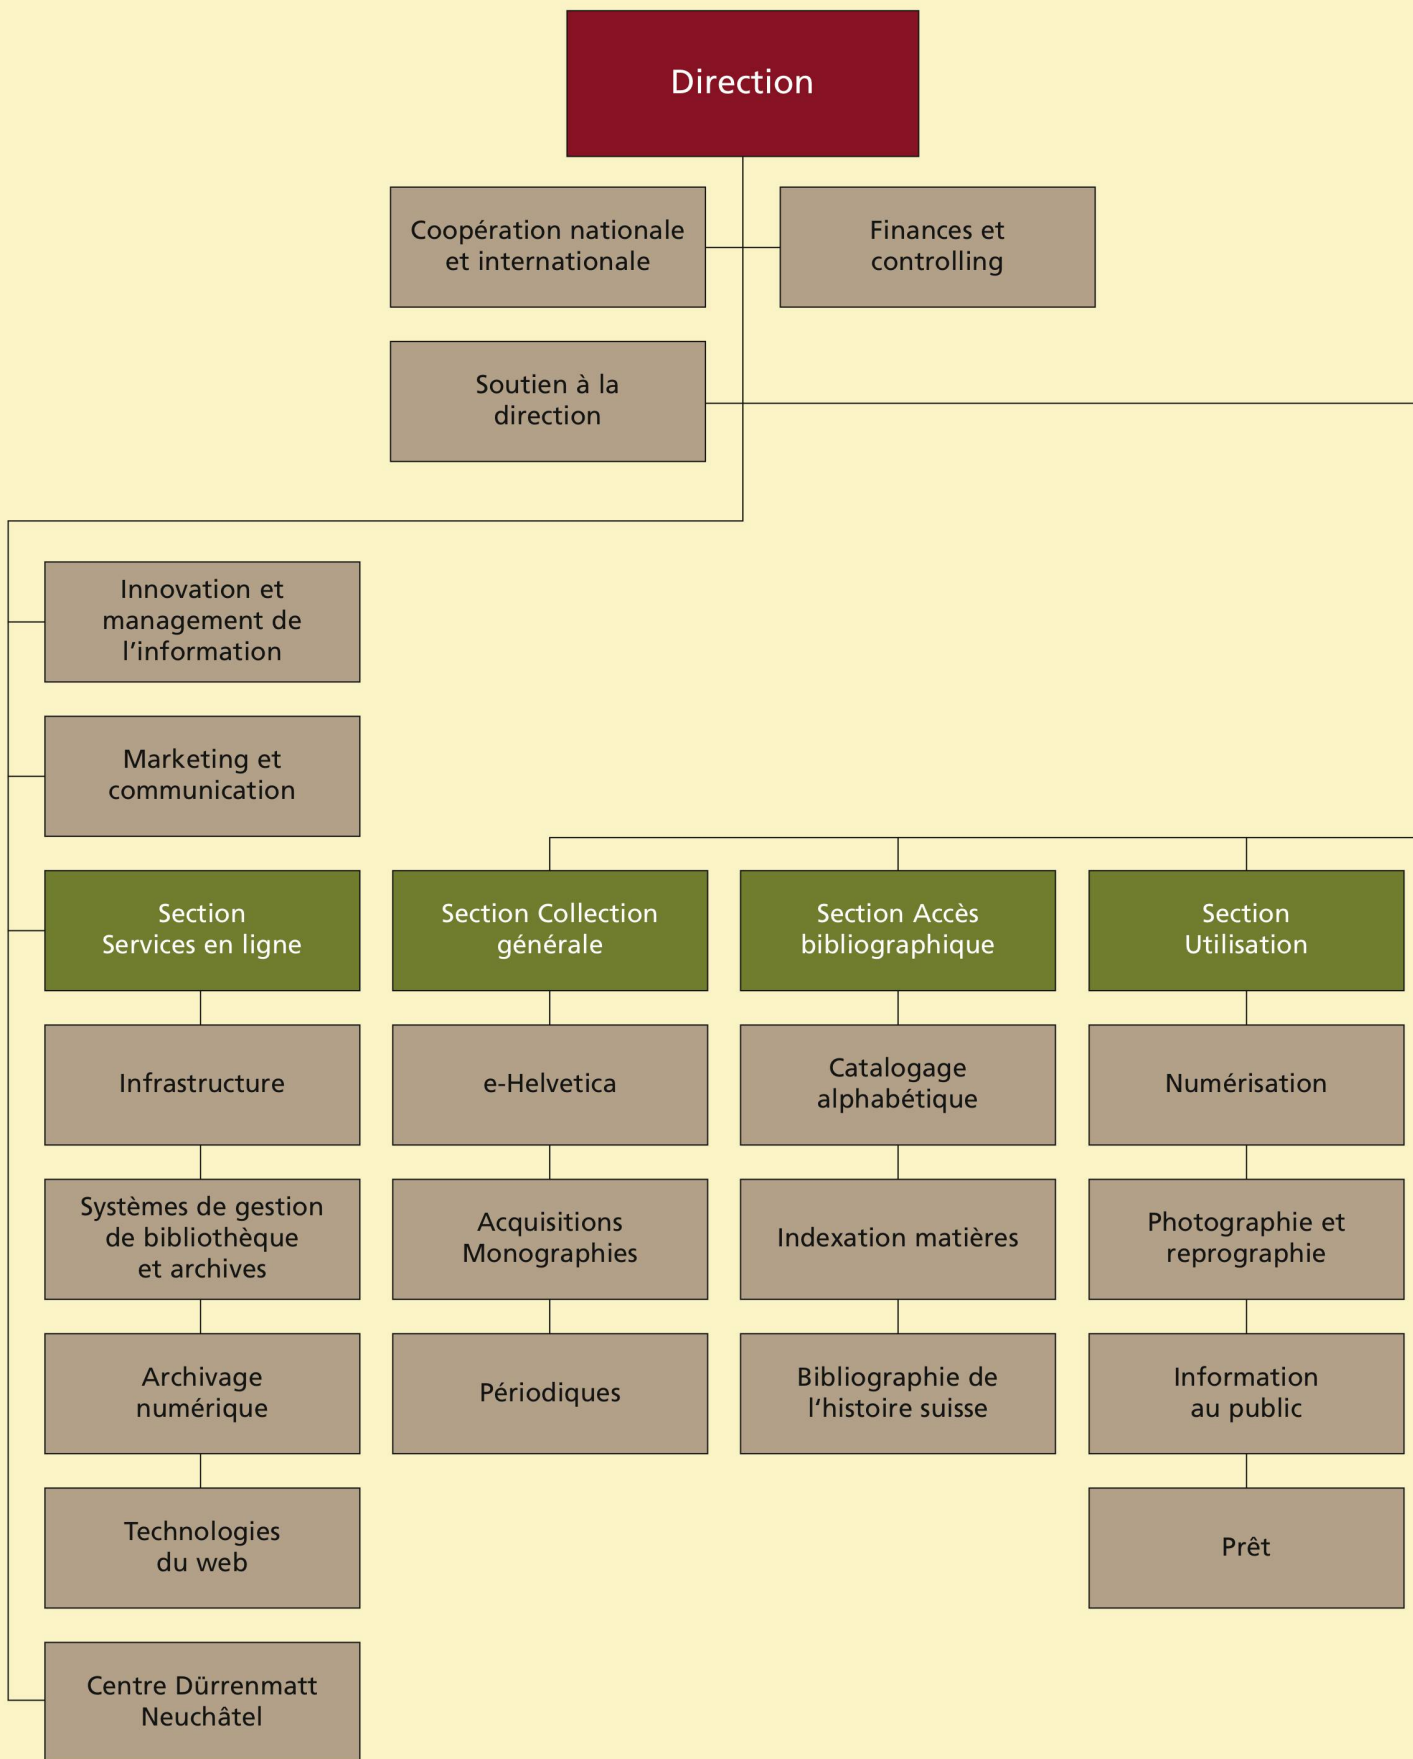 Direction
Coopération nationale
et internationale
Finances et
controlling
Soutien à la
direction
Innovation et
management de
l’information
Marketing et
communication
Section
Services en ligne
Infrastructure
Systèmes de gestion
de bibliothèque
et archives
Archivage
numérique
Technologies
du web
Centre Dürrenmatt
Neuchâtel
Section Collection
générale
e-Helvetica
Acquisitions
Monographies
Périodiques
Section Accès
bibliographique
Catalogage
alphabétique
Indexation matières
Bibliographie de
l‘histoire suisse
Section
Utilisation
Numérisation
Photographie et
reprographie
Information
au public
Prêt